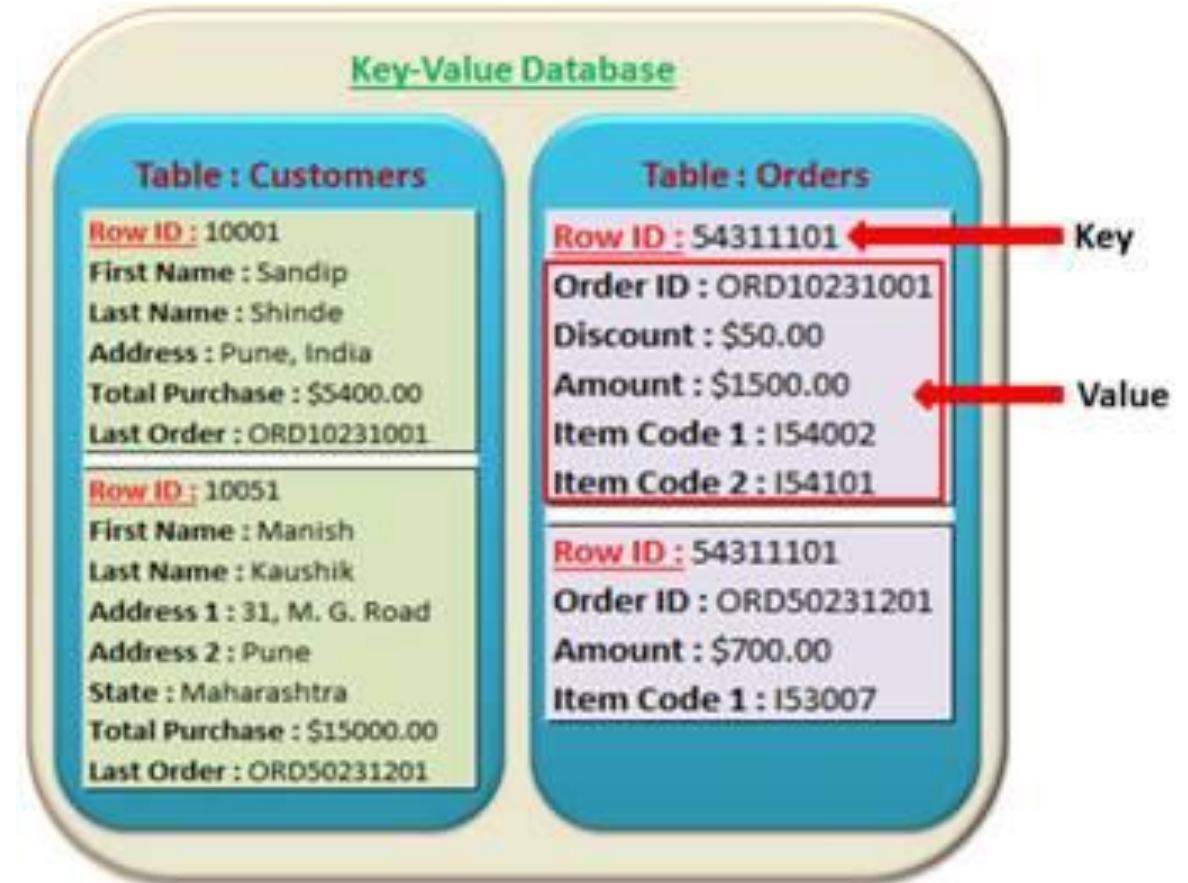 Key-Value Database
Table : Customers
Row ID : 10001
First Name : Sandip
Last Name : Shinde
Address : Pune, India
Total Purchase : $5400.00
Last Order : ORD10231001
Row ID : 10051
First Name : Manish
Last Name : Kaushik
Address 1 : 31, M. G. Road
Address 2 : Pune
State : Maharashtra
Total Purchase : $15000.00
Last Order : ORD50231201
Table : Orders
Row ID : 54311101
Order ID : ORD10231001
Discount : $50.00
Amount : $1500.00
Item Code 1 : I54002
Item Code 2 : I54101
Row ID : 54311101
Order ID : ORD50231201
Amount : $700.00
Item Code 1 : I53007
Key
Value